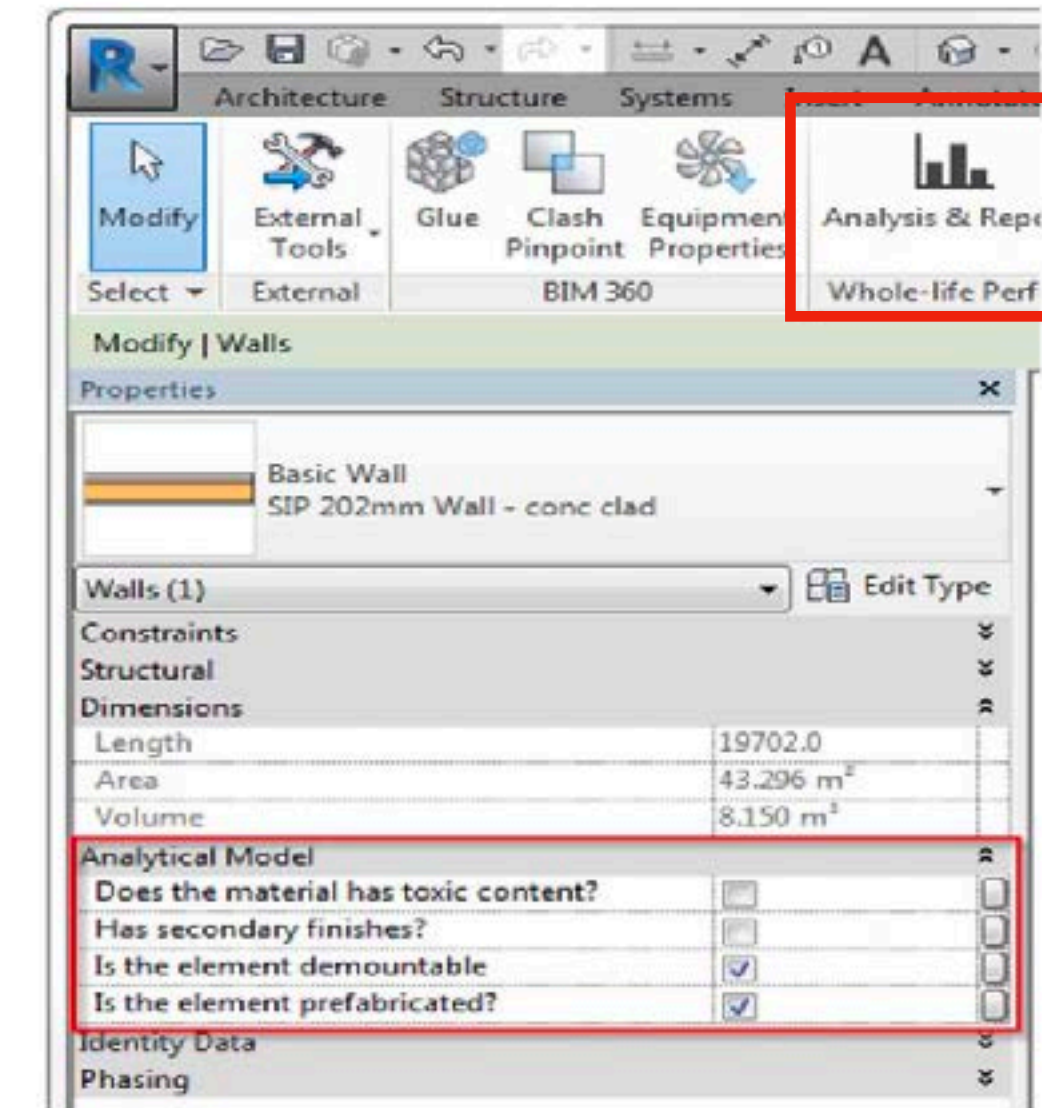 R
A
Architecture Structure Systems Insert Annotate
Modify External Tools Glue Clash Pinpoint Equipment Properties Analysis & Repo
Select External BIM 360 Whole-life Perf
Modify | Walls
Properties
Basic Wall
SIP 202mm Wall - conc clad
Walls (1) Edit Type
Constraints
Structural
Dimensions
Length 19702.0
Area 43.296 m²
Volume 8.150 m³
Analytical Model
Does the material has toxic content?
Has secondary finishes?
Is the element demountable
Is the element prefabricated?
Identity Data
Phasing